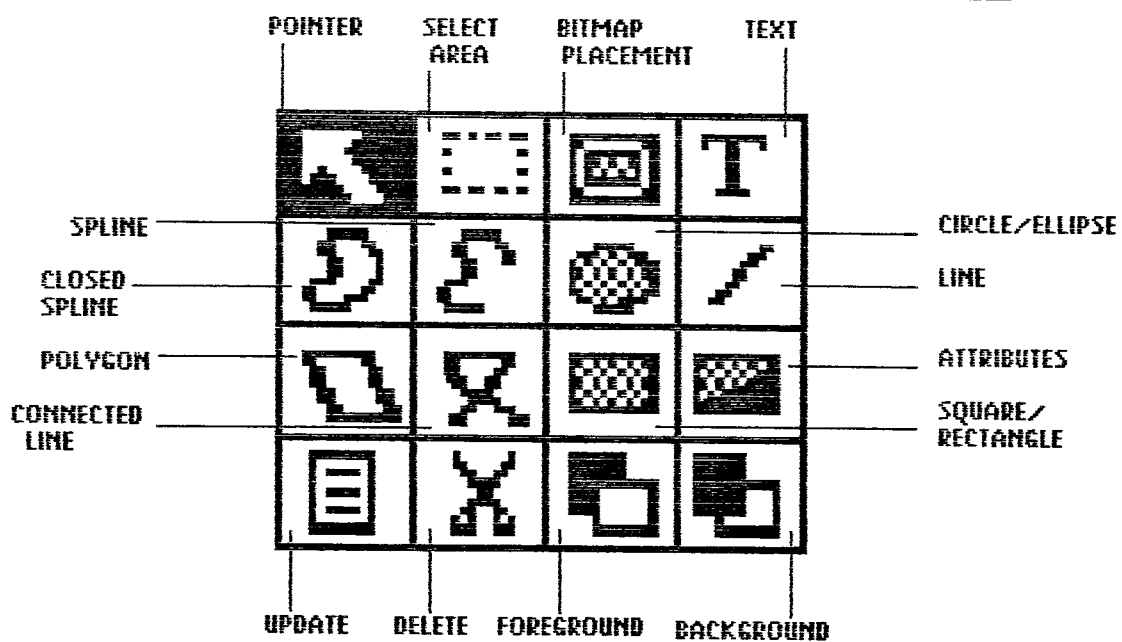 POINTER
SELECT
AREA
BITMAP
PLACEMENT
TEXT
SPLINE
CIRCLE/ELLIPSE
CLOSED
SPLINE
LINE
POLYGON
ATTRIBUTES
CONNECTED
LINE
SQUARE/
RECTANGLE
UPDATE
DELETE
FOREGROUND
BACKGROUND
T